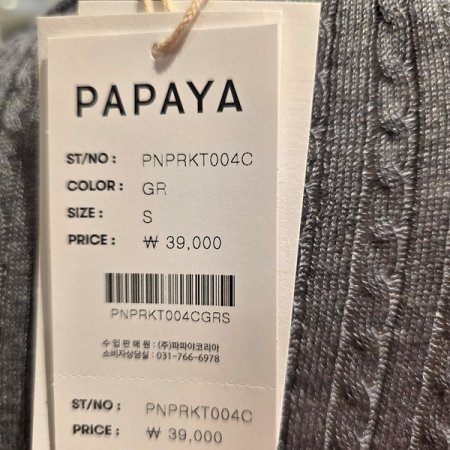 PAPAYA
ST/NO : PNPRKT004C
COLOR : GR
SIZE : S
PRICE : ₩ 39,000
PNPRKT004CGRS
수 입 판 매 원 : (주)파파야코리아
소비자상담실 : 031-766-6978
ST/NO : PNPRKT004C
PRICE : ₩ 39,000